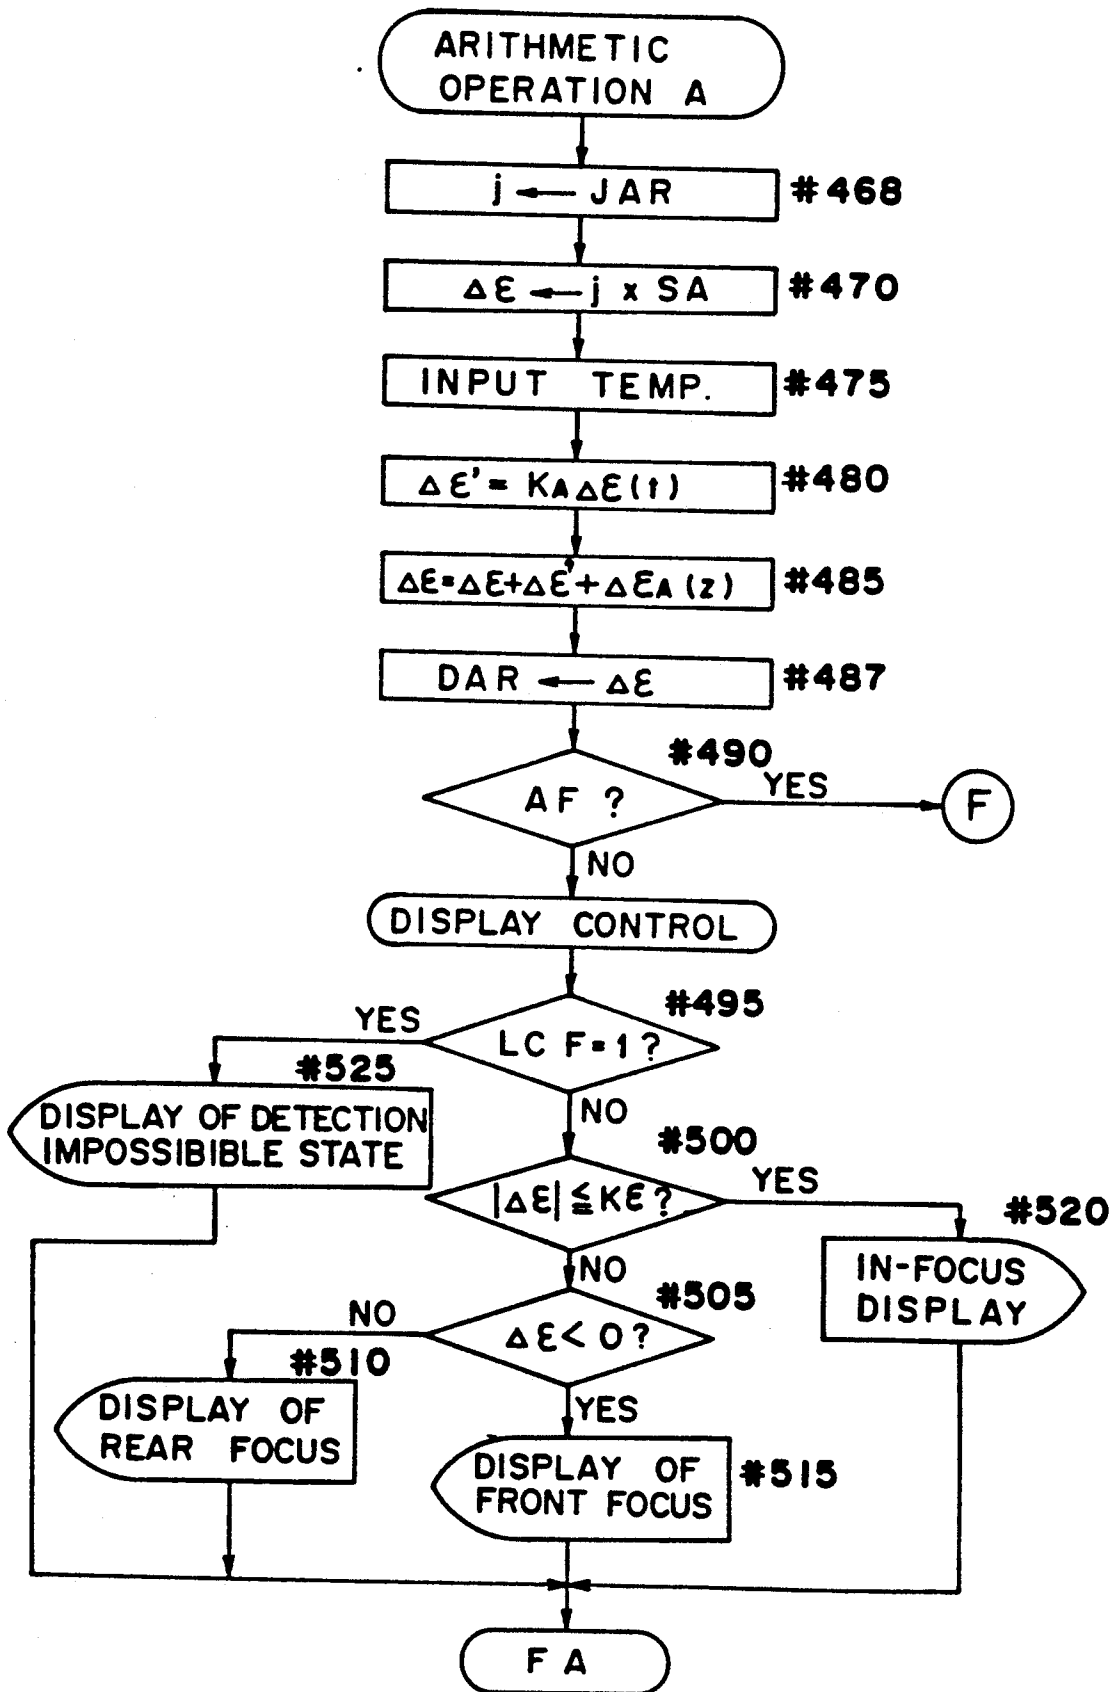 ARITHMETIC
OPERATION A
j ← JAR
#468
Δε ← j x SA
#470
INPUT TEMP.
#475
Δε' = KAΔε(t)
#480
Δε=Δε+Δε'+ΔεA(z)
#485
DAR ← Δε
#487
#490
AF ?
YES
F
NO
DISPLAY CONTROL
#495
YES
LC F=1?
#525
DISPLAY OF DETECTION
IMPOSSIBIBLE STATE
NO
#500
|Δε| ≦ Kε?
YES
#520
IN-FOCUS
DISPLAY
NO
#505
NO
Δε < 0?
#510
DISPLAY OF
REAR FOCUS
YES
DISPLAY OF
FRONT FOCUS
#515
FA